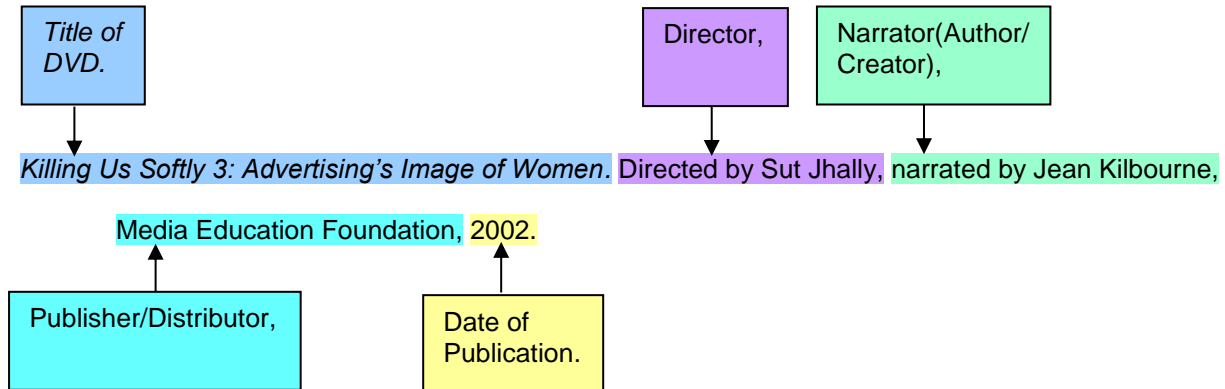 Title of
DVD.
Director,
Narrator(Author/
Creator),
Killing Us Softly 3: Advertising’s Image of Women. Directed by Sut Jhally, narrated by Jean Kilbourne,
Media Education Foundation, 2002.
Publisher/Distributor,
Date of
Publication.